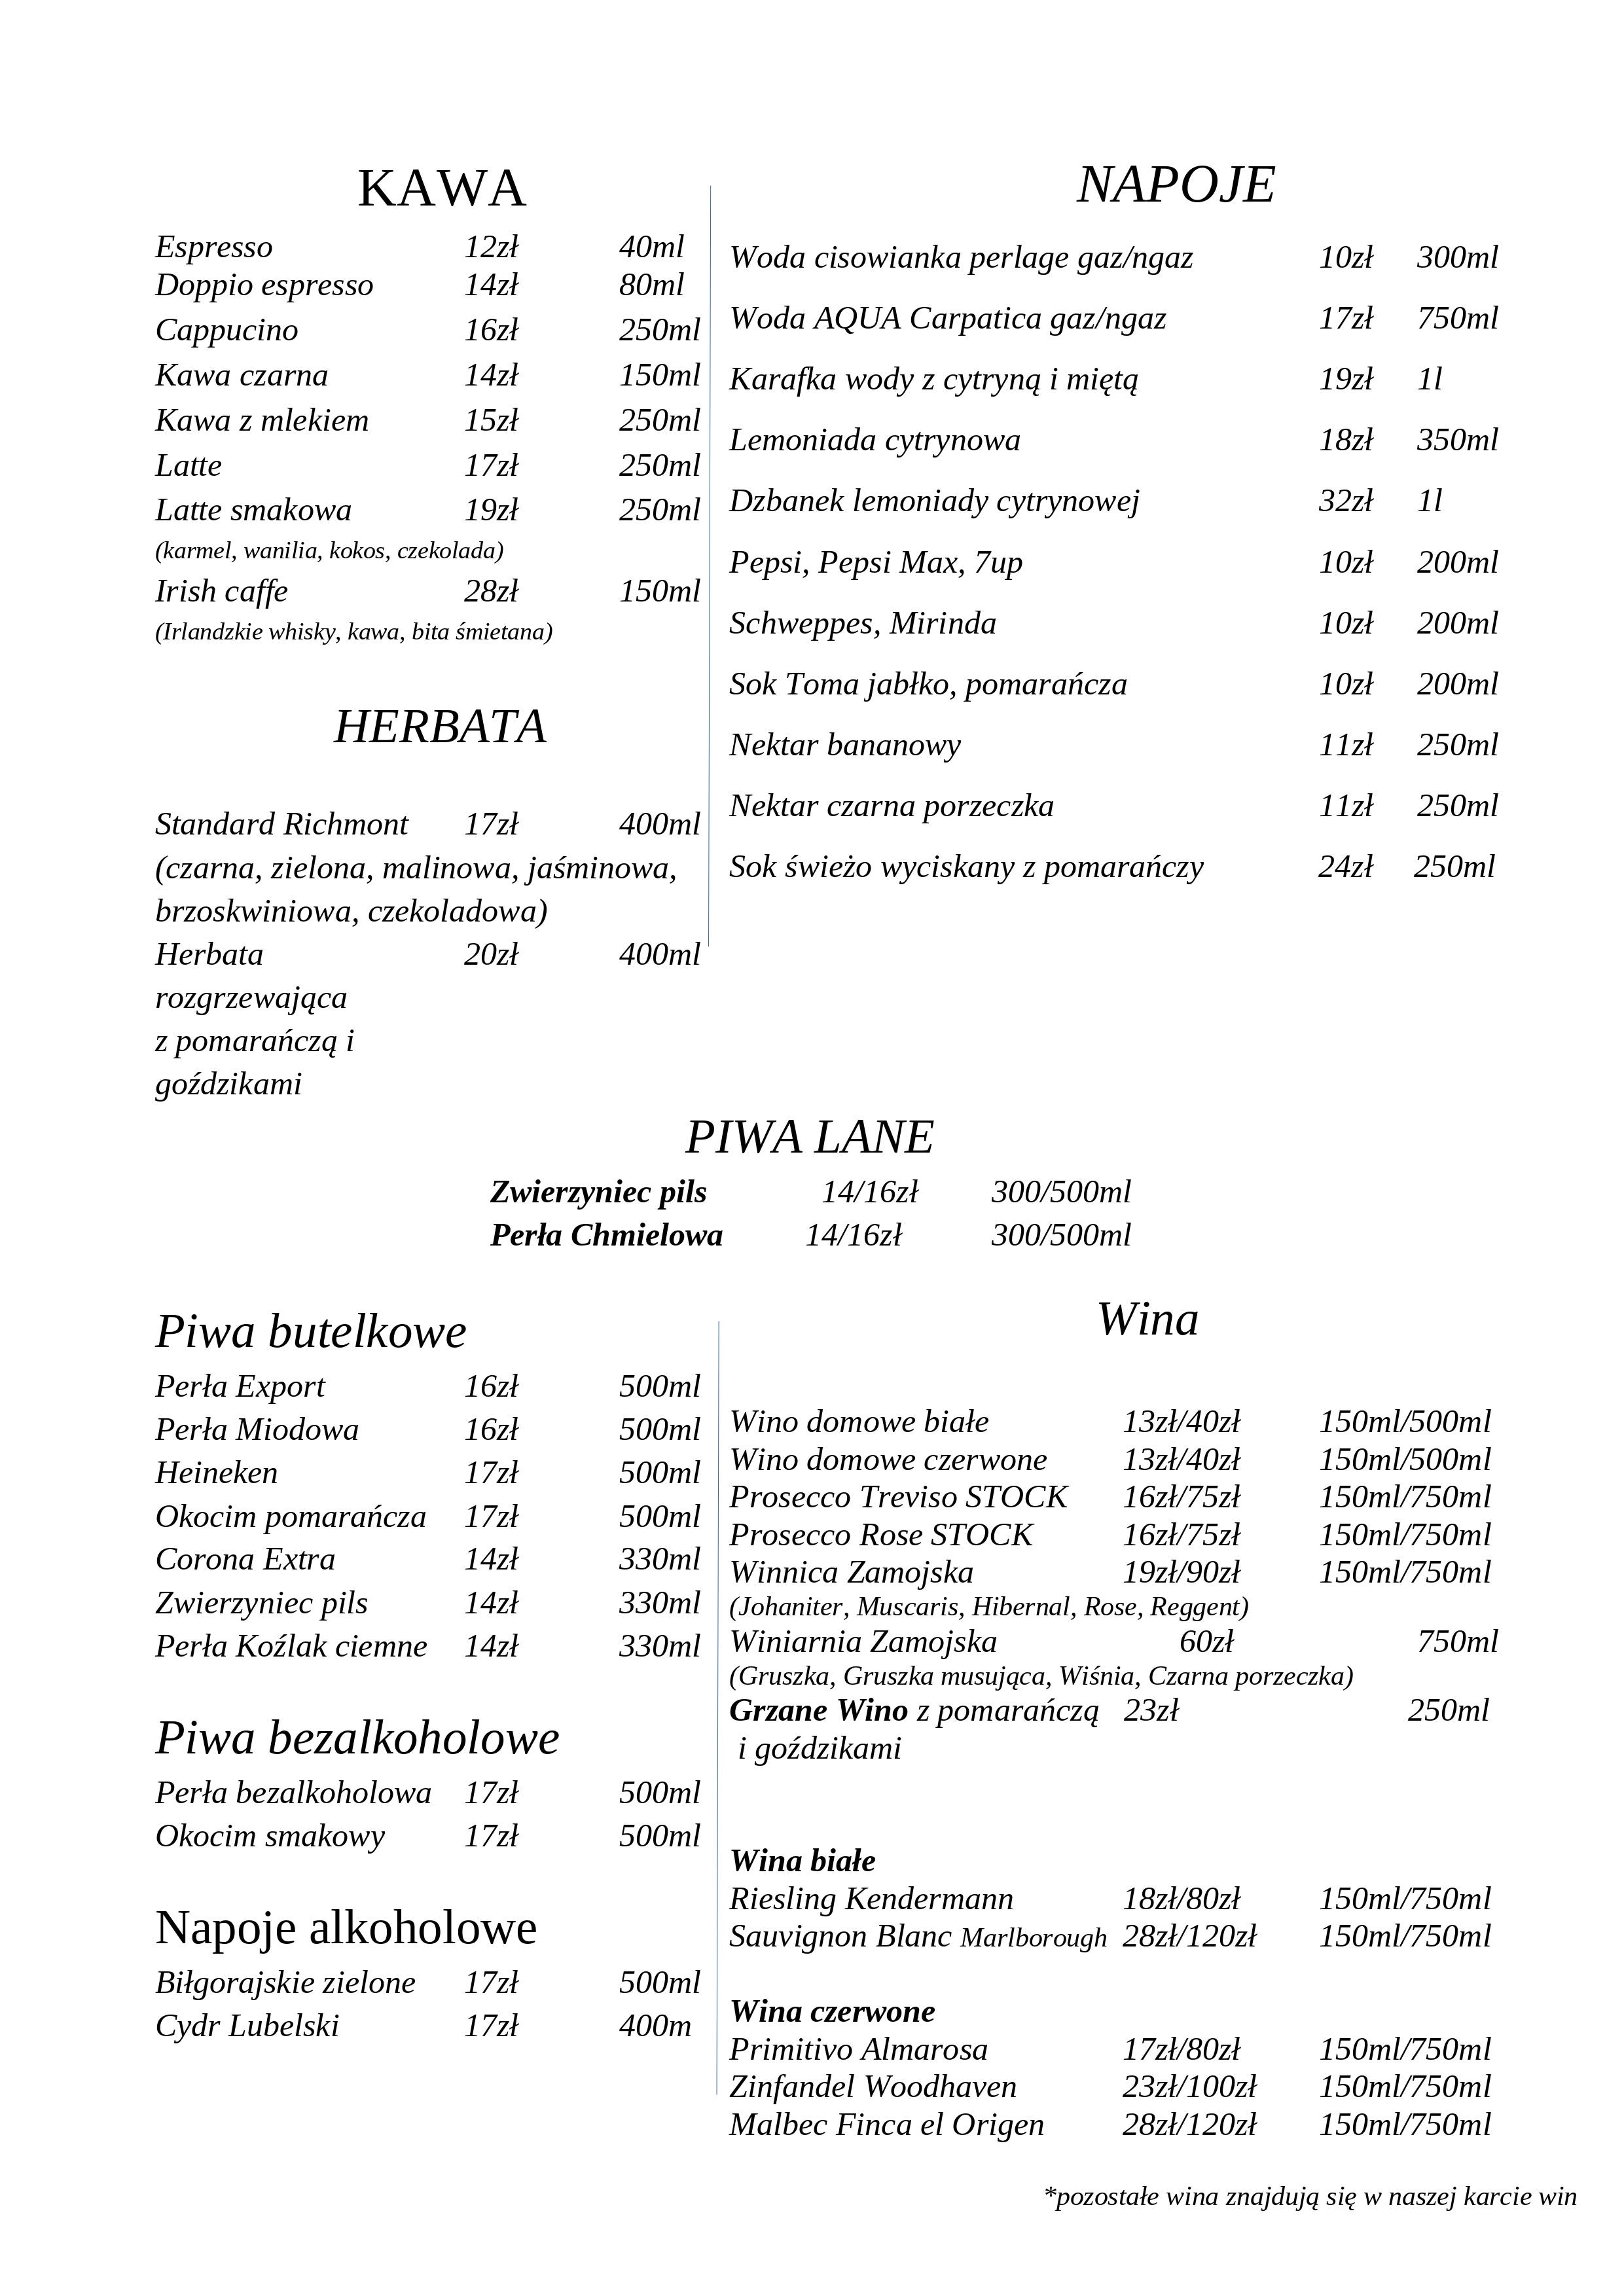 KAWA
Espresso 12zł 40ml
Doppio espresso 14zł 80ml
Cappucino 16zł 250ml
Kawa czarna 14zł 150ml
Kawa z mlekiem 15zł 250ml
Latte 17zł 250ml
Latte smakowa 19zł 250ml
(karmel, wanilia, kokos, czekolada)
Irish caffe 28zł 150ml
(Irlandzkie whisky, kawa, bita śmietana)
HERBATA
Standard Richmont 17zł 400ml
(czarna, zielona, malinowa, jaśminowa,
brzoskwiniowa, czekoladowa)
Herbata 20zł 400ml
rozgrzewająca
z pomarańczą i
goździkami
NAPOJE
Woda cisowianka perlage gaz/ngaz 10zł 300ml
Woda AQUA Carpatica gaz/ngaz 17zł 750ml
Karafka wody z cytryną i miętą 19zł 1l
Lemoniada cytrynowa 18zł 350ml
Dzbanek lemoniady cytrynowej 32zł 1l
Pepsi, Pepsi Max, 7up 10zł 200ml
Schweppes, Mirinda 10zł 200ml
Sok Toma jabłko, pomarańcza 10zł 200ml
Nektar bananowy 11zł 250ml
Nektar czarna porzeczka 11zł 250ml
Sok świeżo wyciskany z pomarańczy 24zł 250ml
PIWA LANE
Zwierzyniec pils 14/16zł 300/500ml
Perła Chmielowa 14/16zł 300/500ml
Piwa butelkowe
Perła Export 16zł 500ml
Perła Miodowa 16zł 500ml
Heineken 17zł 500ml
Okocim pomarańcza 17zł 500ml
Corona Extra 14zł 330ml
Zwierzyniec pils 14zł 330ml
Perła Koźlak ciemne 14zł 330ml
Piwa bezalkoholowe
Perła bezalkoholowa 17zł 500ml
Okocim smakowy 17zł 500ml
Napoje alkoholowe
Biłgorajskie zielone 17zł 500ml
Cydr Lubelski 17zł 400m
Wina
Wino domowe białe 13zł/40zł 150ml/500ml
Wino domowe czerwone 13zł/40zł 150ml/500ml
Prosecco Treviso STOCK 16zł/75zł 150ml/750ml
Prosecco Rose STOCK 16zł/75zł 150ml/750ml
Winnica Zamojska 19zł/90zł 150ml/750ml
(Johaniter, Muscaris, Hibernal, Rose, Reggent)
Winiarnia Zamojska 60zł 750ml
(Gruszka, Gruszka musująca, Wiśnia, Czarna porzeczka)
Grzane Wino z pomarańczą 23zł 250ml
i goździkami
Wina białe
Riesling Kendermann 18zł/80zł 150ml/750ml
Sauvignon Blanc Marlborough 28zł/120zł 150ml/750ml
Wina czerwone
Primitivo Almarosa 17zł/80zł 150ml/750ml
Zinfandel Woodhaven 23zł/100zł 150ml/750ml
Malbec Finca el Origen 28zł/120zł 150ml/750ml
*pozostałe wina znajdują się w naszej karcie win